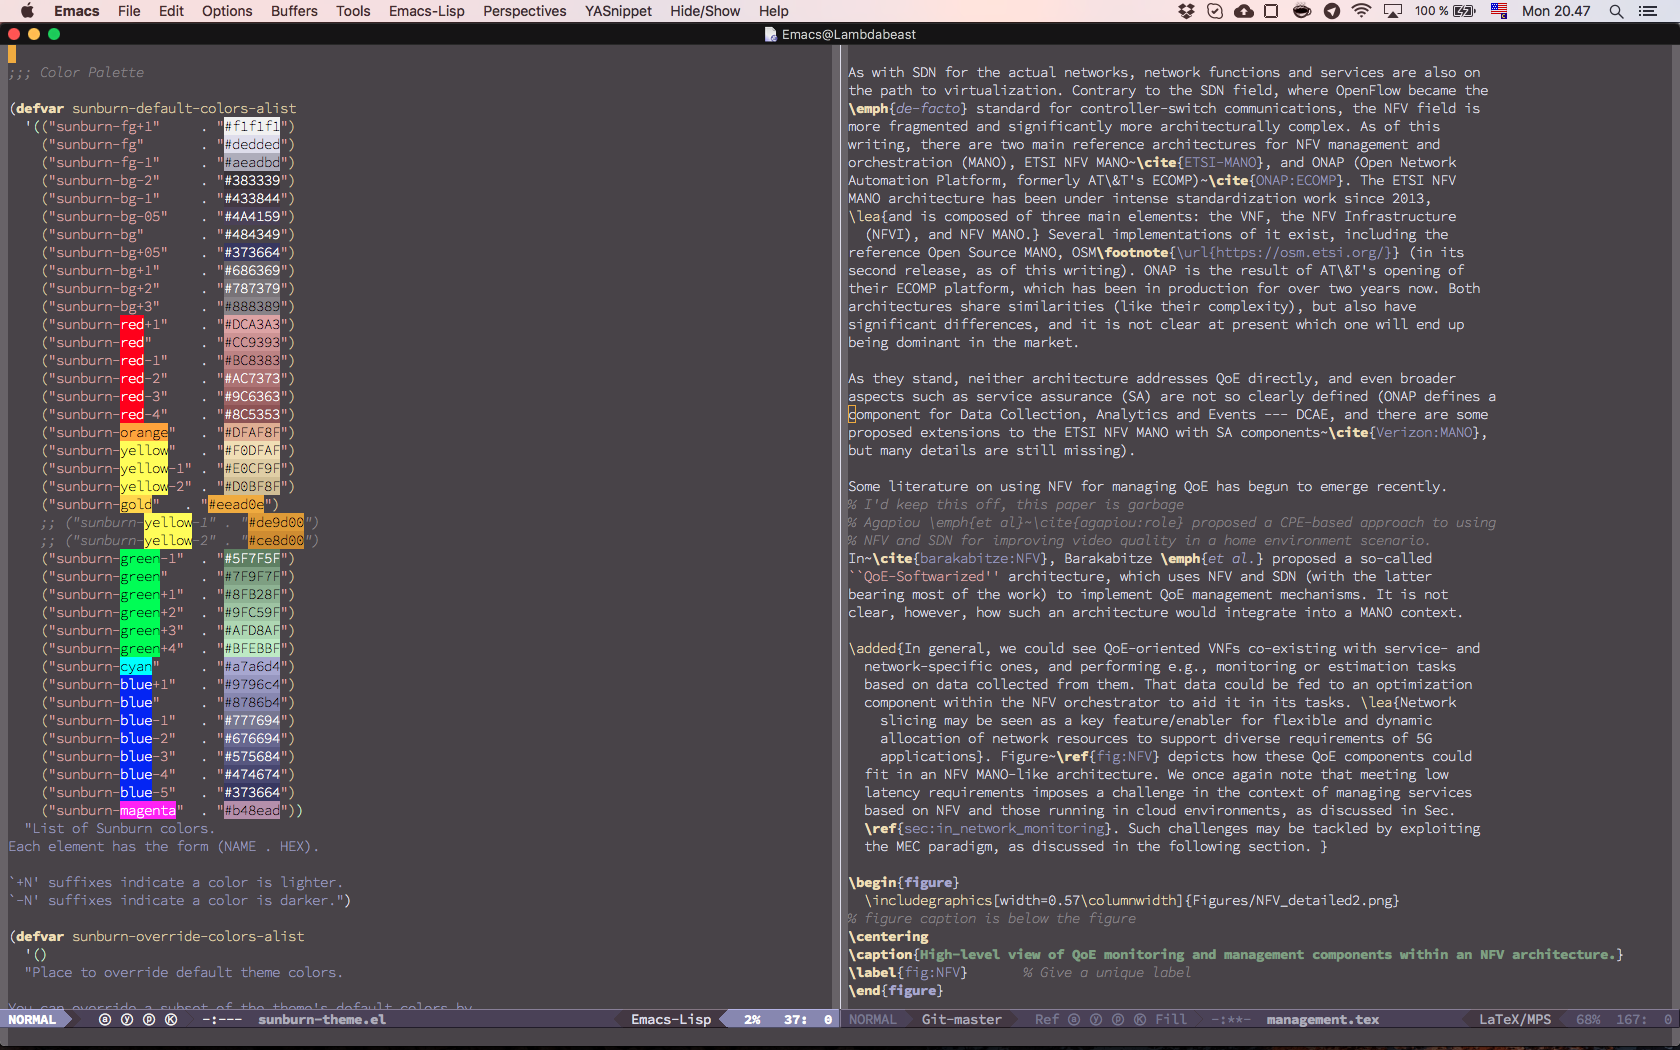 Emacs File Edit Options Buffers Tools Emacs-Lisp Perspectives YASnippet Hide/Show Help 100 % Mon 20.47
Emacs@Lambdabeast
;;; Color Palette
(defvar sunburn-default-colors-alist
'(("sunburn-fg+1" . "#f1f1f1")
("sunburn-fg" . "#dedded")
("sunburn-fg-1" . "#aeadbd")
("sunburn-bg-2" . "#383339")
("sunburn-bg-1" . "#433844")
("sunburn-bg-05" . "#4A4159")
("sunburn-bg" . "#484349")
("sunburn-bg+05" . "#373664")
("sunburn-bg+1" . "#686369")
("sunburn-bg+2" . "#787379")
("sunburn-bg+3" . "#888389")
("sunburn-red+1" . "#DCA3A3")
("sunburn-red" . "#CC9393")
("sunburn-red-1" . "#BC8383")
("sunburn-red-2" . "#AC7373")
("sunburn-red-3" . "#9C6363")
("sunburn-red-4" . "#8C5353")
("sunburn-orange" . "#DFAF8F")
("sunburn-yellow" . "#F0DFAF")
("sunburn-yellow-1" . "#E0CF9F")
("sunburn-yellow-2" . "#D0BF8F")
("sunburn-gold" . "#eead0e")
;; ("sunburn-yellow-1" . "#de9d00")
;; ("sunburn-yellow-2" . "#ce8d00")
("sunburn-green-1" . "#5F7F5F")
("sunburn-green" . "#7F9F7F")
("sunburn-green+1" . "#8FB28F")
("sunburn-green+2" . "#9FC59F")
("sunburn-green+3" . "#AFD8AF")
("sunburn-green+4" . "#BFEBBF")
("sunburn-cyan" . "#a7a6d4")
("sunburn-blue+1" . "#9796c4")
("sunburn-blue" . "#8786b4")
("sunburn-blue-1" . "#777694")
("sunburn-blue-2" . "#676694")
("sunburn-blue-3" . "#575684")
("sunburn-blue-4" . "#474674")
("sunburn-blue-5" . "#373664")
("sunburn-magenta" . "#b48ead"))
"List of Sunburn colors.
Each element has the form (NAME . HEX).
`+N' suffixes indicate a color is lighter.
`-N' suffixes indicate a color is darker.")
(defvar sunburn-override-colors-alist
'()
"Place to override default theme colors.
You can override a subset of the theme's default colors by
NORMAL ⓐ ⓨ ⓟ Ⓚ -:--- sunburn-theme.el Emacs-Lisp 2% 37: 0
As with SDN for the actual networks, network functions and services are also on
the path to virtualization. Contrary to the SDN field, where OpenFlow became the
\emph{de-facto} standard for controller-switch communications, the NFV field is
more fragmented and significantly more architecturally complex. As of this
writing, there are two main reference architectures for NFV management and
orchestration (MANO), ETSI NFV MANO~\cite{ETSI-MANO}, and ONAP (Open Network
Automation Platform, formerly AT\&T's ECOMP)~\cite{ONAP:ECOMP}. The ETSI NFV
MANO architecture has been under intense standardization work since 2013,
\lea{and is composed of three main elements: the VNF, the NFV Infrastructure
(NFVI), and NFV MANO.} Several implementations of it exist, including the
reference Open Source MANO, OSM\footnote{\url{https://osm.etsi.org/}} (in its
second release, as of this writing). ONAP is the result of AT\&T's opening of
their ECOMP platform, which has been in production for over two years now. Both
architectures share similarities (like their complexity), but also have
significant differences, and it is not clear at present which one will end up
being dominant in the market.
As they stand, neither architecture addresses QoE directly, and even broader
aspects such as service assurance (SA) are not so clearly defined (ONAP defines a
component for Data Collection, Analytics and Events --- DCAE, and there are some
proposed extensions to the ETSI NFV MANO with SA components~\cite{Verizon:MANO},
but many details are still missing).
Some literature on using NFV for managing QoE has begun to emerge recently.
% I'd keep this off, this paper is garbage
% Agapiou \emph{et al}~\cite{agapiou:role} proposed a CPE-based approach to using
% NFV and SDN for improving video quality in a home environment scenario.
In~\cite{barakabitze:NFV}, Barakabitze \emph{et al.} proposed a so-called
``QoE-Softwarized'' architecture, which uses NFV and SDN (with the latter
bearing most of the work) to implement QoE management mechanisms. It is not
clear, however, how such an architecture would integrate into a MANO context.
\added{In general, we could see QoE-oriented VNFs co-existing with service- and
network-specific ones, and performing e.g., monitoring or estimation tasks
based on data collected from them. That data could be fed to an optimization
component within the NFV orchestrator to aid it in its tasks. \lea{Network
slicing may be seen as a key feature/enabler for flexible and dynamic
allocation of network resources to support diverse requirements of 5G
applications}. Figure~\ref{fig:NFV} depicts how these QoE components could
fit in an NFV MANO-like architecture. We once again note that meeting low
latency requirements imposes a challenge in the context of managing services
based on NFV and those running in cloud environments, as discussed in Sec.
\ref{sec:in_network_monitoring}. Such challenges may be tackled by exploiting
the MEC paradigm, as discussed in the following section. }
\begin{figure}
\includegraphics[width=0.57\columnwidth]{Figures/NFV_detailed2.png}
% figure caption is below the figure
\centering
\caption{High-level view of QoE monitoring and management components within an NFV architecture.}
\label{fig:NFV} % Give a unique label
\end{figure}
NORMAL Git-master Ref ⓐ ⓨ ⓟ Ⓚ Fill -:**- management.tex LaTeX/MPS 68% 167: 0